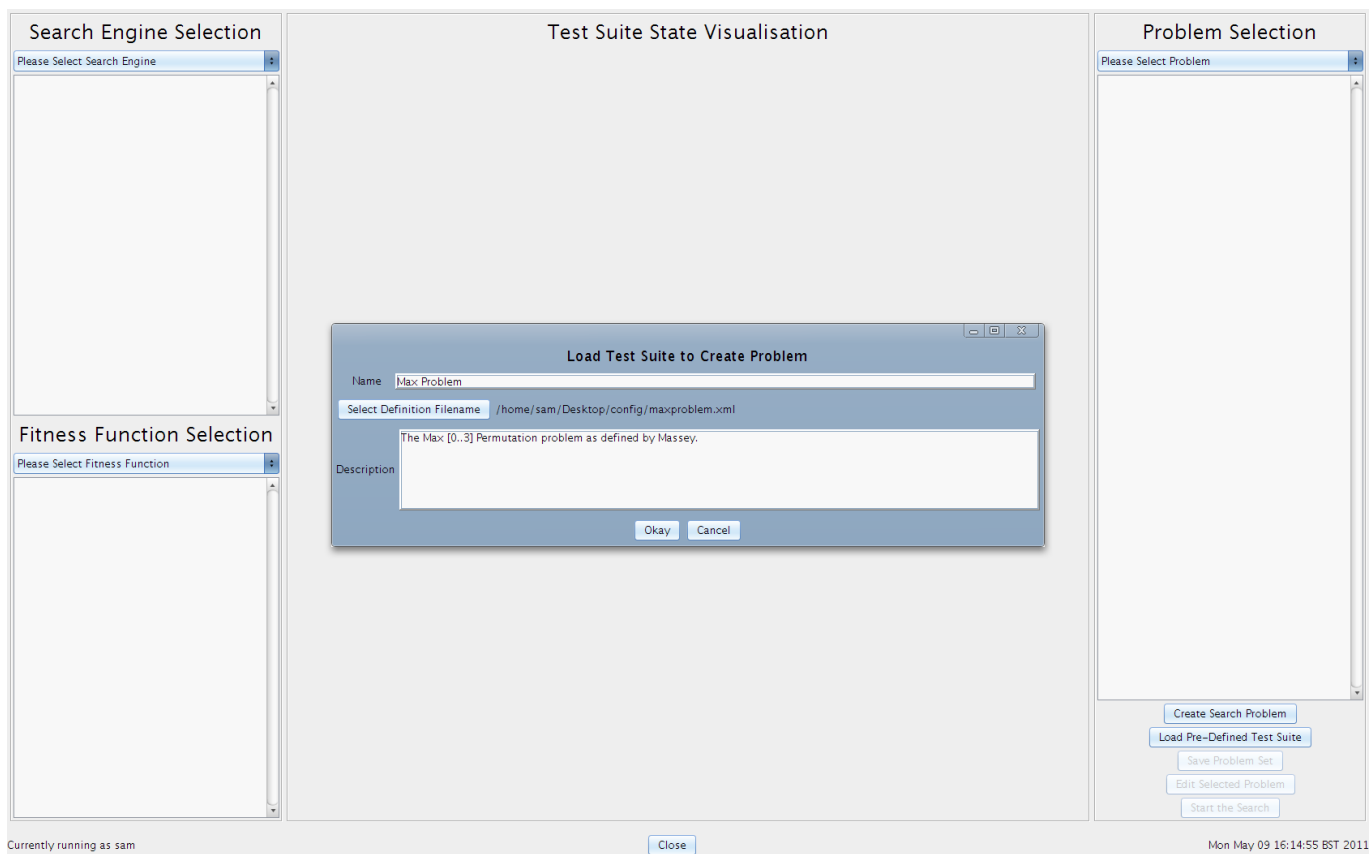 Search Engine Selection
Please Select Search Engine
Fitness Function Selection
Please Select Fitness Function
Test Suite State Visualisation
Load Test Suite to Create Problem
Name Max Problem
Select Definition Filename /home/sam/Desktop/config/maxproblem.xml
Description The Max [0..3] Permutation problem as defined by Massey.
Okay Cancel
Problem Selection
Please Select Problem
Create Search Problem
Load Pre-Defined Test Suite
Save Problem Set
Edit Selected Problem
Start the Search
Currently running as sam
Close
Mon May 09 16:14:55 BST 2011